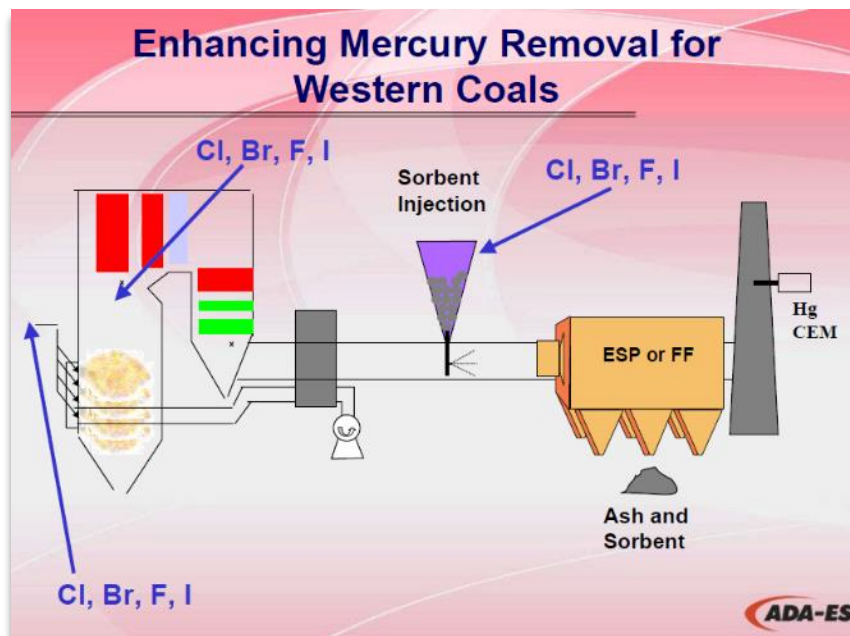 Enhancing Mercury Removal for
Western Coals
Cl, Br, F, I
Sorbent
Injection
Cl, Br, F, I
Hg
CEM
ESP or FF
Ash and
Sorbent
Cl, Br, F, I
ADA-ES